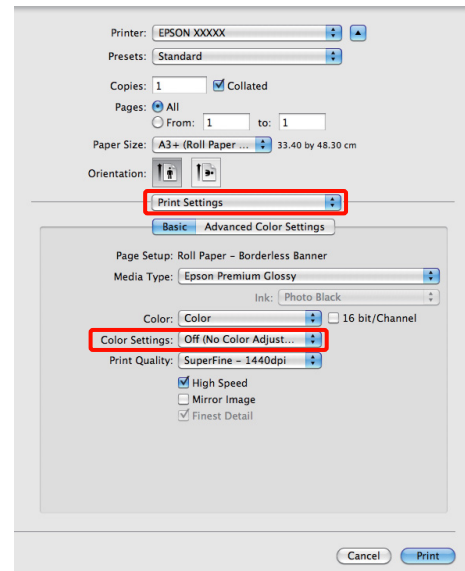 Printer: EPSON XXXXX
Presets: Standard
Copies: 1 Collated
Pages: All
From: 1 to: 1
Paper Size: A3+ (Roll Paper ... 33.40 by 48.30 cm
Orientation:
Print Settings
Basic Advanced Color Settings
Page Setup: Roll Paper – Borderless Banner
Media Type: Epson Premium Glossy
Ink: Photo Black
Color: Color 16 bit/Channel
Color Settings: Off (No Color Adjust...
Print Quality: SuperFine – 1440dpi
High Speed
Mirror Image
Finest Detail
Cancel Print